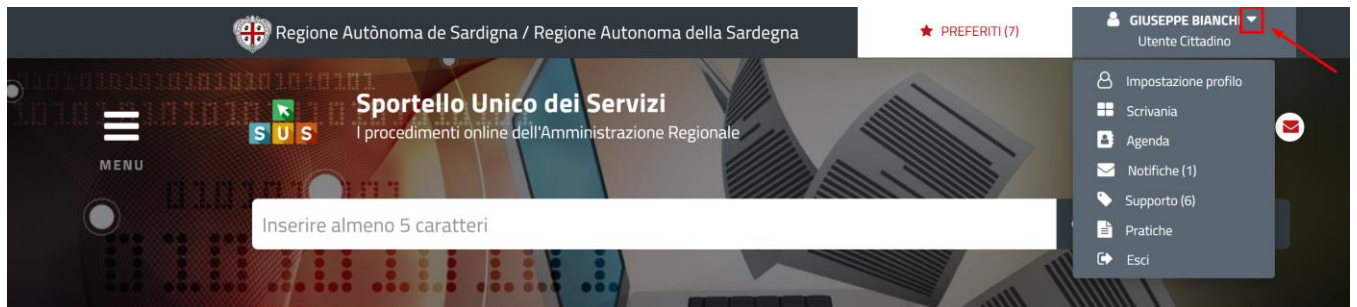 Regione Autònoma de Sardigna / Regione Autonoma della Sardegna
PREFERITI (7)
GIUSEPPE BIANCHI
Utente Cittadino
Impostazione profilo
Scrivania
Agenda
Notifiche (1)
Supporto (6)
Pratiche
Esci
MENU
SUS
Sportello Unico dei Servizi
I procedimenti online dell'Amministrazione Regionale
Inserire almeno 5 caratteri